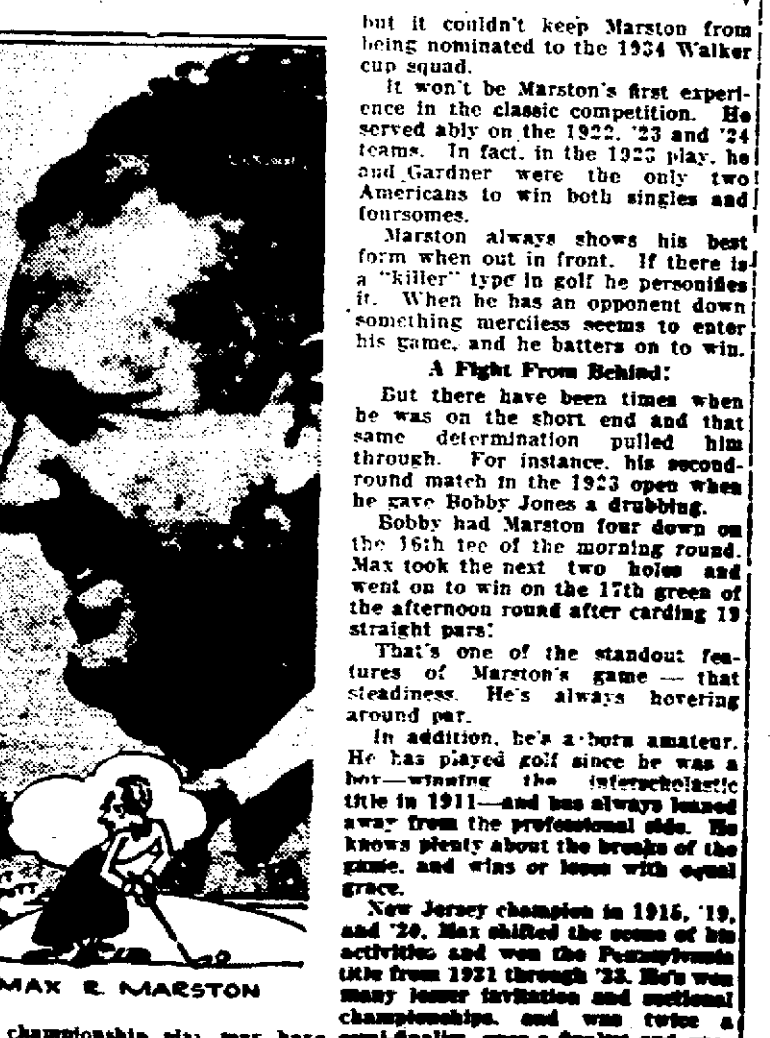 but it couldn't keep Marston from
being nominated to the 1934 Walker
cup squad.
It won't be Marston's first experi-
ence in the classic competition. He
served ably on the 1922, '23 and '24
teams. In fact, in the 1923 play, he
and Gardner were the only two
Americans to win both singles and
foursomes.
Marston always shows his best
form when out in front. If there is
a "killer" type in golf he personifies
it. When he has an opponent down
something merciless seems to enter
his game, and he batters on to win.
A Fight From Behind!
But there have been times when
he was on the short end and that
same determination pulled him
through. For instance, his second-
round match in the 1923 open when
he gave Bobby Jones a drubbing.
Bobby had Marston four down on
the 16th tee of the morning round.
Max took the next two holes and
went on to win on the 17th green of
the afternoon round after carding 19
straight pars!
That's one of the standout fea-
tures of Marston's game — that
steadiness. He's always hovering
around par.
In addition, he's a born amateur.
He has played golf since he was a
boy—winning the interscholastic
title in 1911—and has always leaned
away from the professional side. He
knows plenty about the breaks of the
game, and wins or loses with equal
grace.
New Jersey champion in 1915, '19,
and '20, Max shifted the scene of his
activities and won the Pennsylvania
title from 1921 through '23. He's won
many lesser invitation and sectional
championships, and was twice a
MAX R. MARSTON
championship play may have